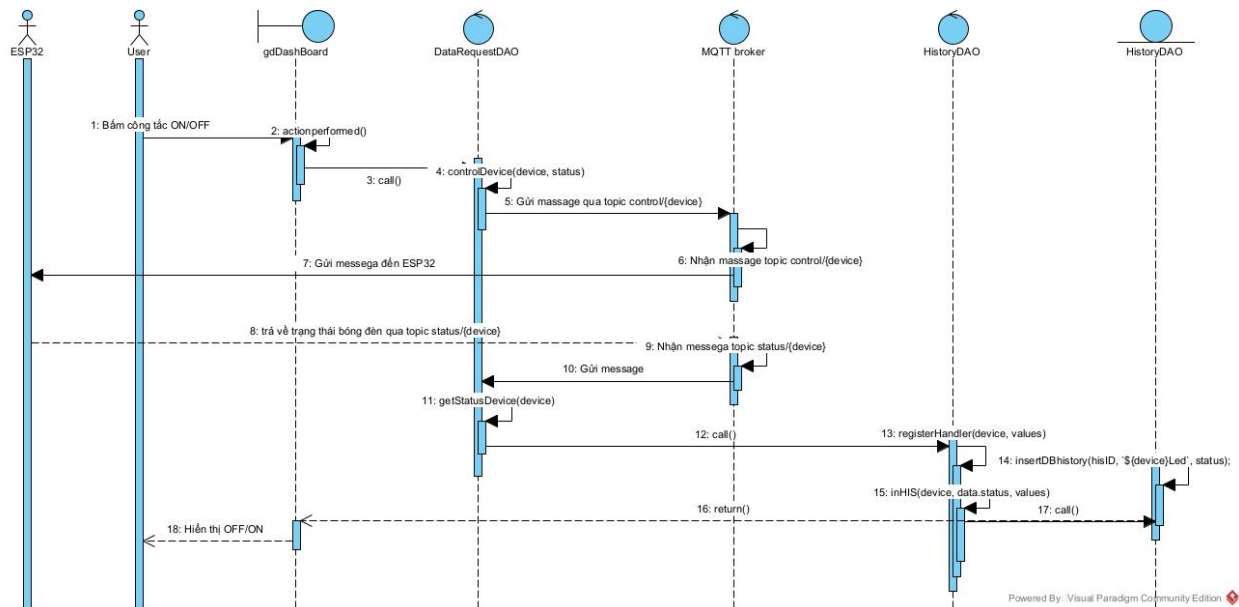 ESP32
User
gdDashBoard
DataRequestDAO
MQTT broker
HistoryDAO
HistoryDAO
1: Bấm công tắc ON/OFF
2: actionperformed()
3: call()
4: controlDevice(device, status)
5: Gửi massage qua topic control/{device}
6: Nhận massage topic control/{device}
7: Gửi messega đến ESP32
8: trả về trạng thái bóng đèn qua topic status/{device}
9: Nhận messega topic status/{device}
10: Gửi message
11: getStatusDevice(device)
12: call()
13: registerHandler(device, values)
14: insertDBhistory(hisID, `${device}Led`, status);
15: inHIS(device, data.status, values)
16: return()
17: call()
18: Hiển thị OFF/ON
Powered By: Visual Paradigm Community Edition